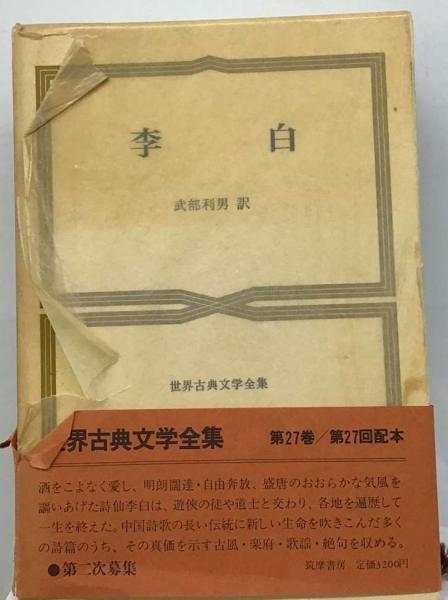 李白
武部利男 訳
世界古典文学全集
界古典文学全集
第27巻/第27回配本
酒をこよなく愛し、明朗闊達・自由奔放、盛唐のおおらかな気風を
謳いあげた詩仙李白は、遊俠の徒や道士と交わり、各地を遍歴して
一生を終えた。中国詩歌の長い伝統に新しい生命を吹きこんだ多く
の詩篇のうち、その真価を示す古風・楽府・歌謡・絶句を収める。
●第二次募集
筑摩書房 定価3200円